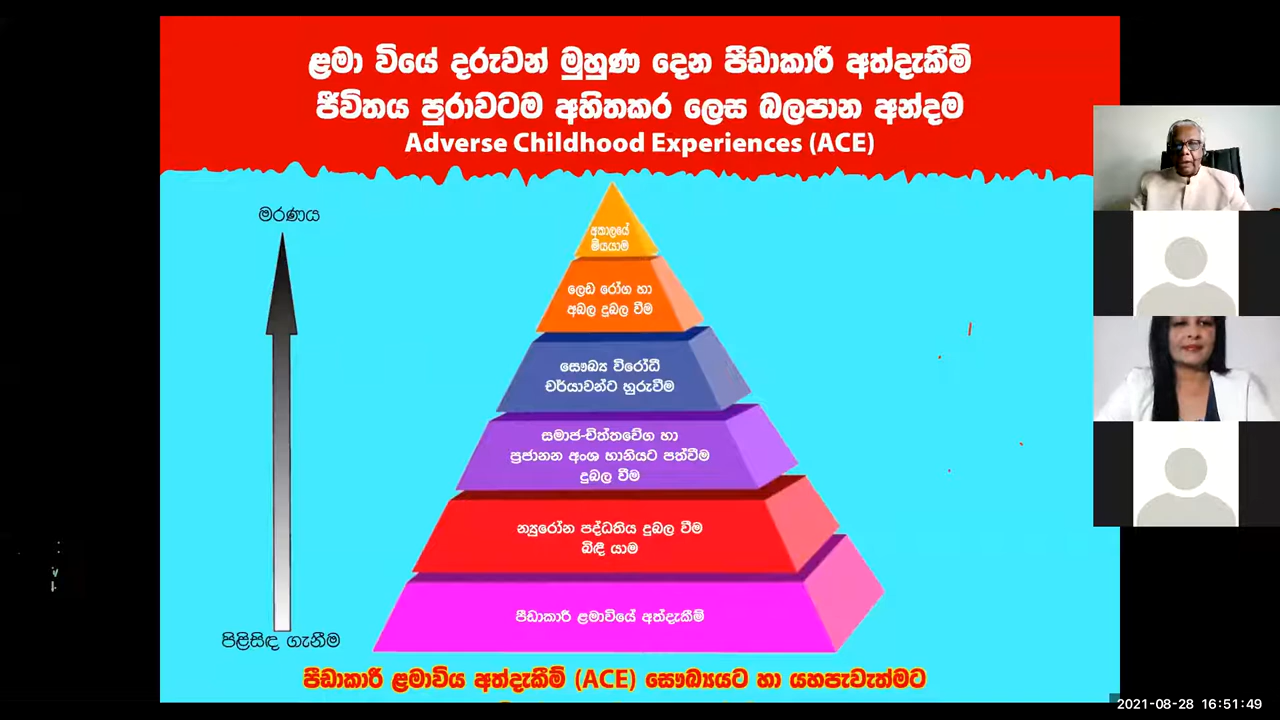 ළමා වියේ දරුවන් මුහුණ දෙන පීඩාකාරී අත්දැකීම්
ජීවිතය පුරාවටම අහිතකර ලෙස බලපාන අන්දම
Adverse Childhood Experiences (ACE)
මරණය
අකාලයේ
මියයාම
ලෙඩ රෝග හා
අබල දුබල වීම
සෞඛ්‍ය විරෝධී
චර්යාවන්ට හුරුවීම
සමාජ-චිත්තවේග හා
ප්‍රජානන අංශ හානියට පත්වීම
දුබල වීම
න්‍යුරෝන පද්ධතිය දුබල වීම
බිඳී යාම
පීඩාකාරී ළමාවියේ අත්දැකීම්
පිළිසිඳ ගැනීම
පීඩාකාරී ළමාවිය අත්දැකීම් (ACE) සෞඛ්‍යයට හා යහපැවැත්මට
2021-08-28 16:51:49